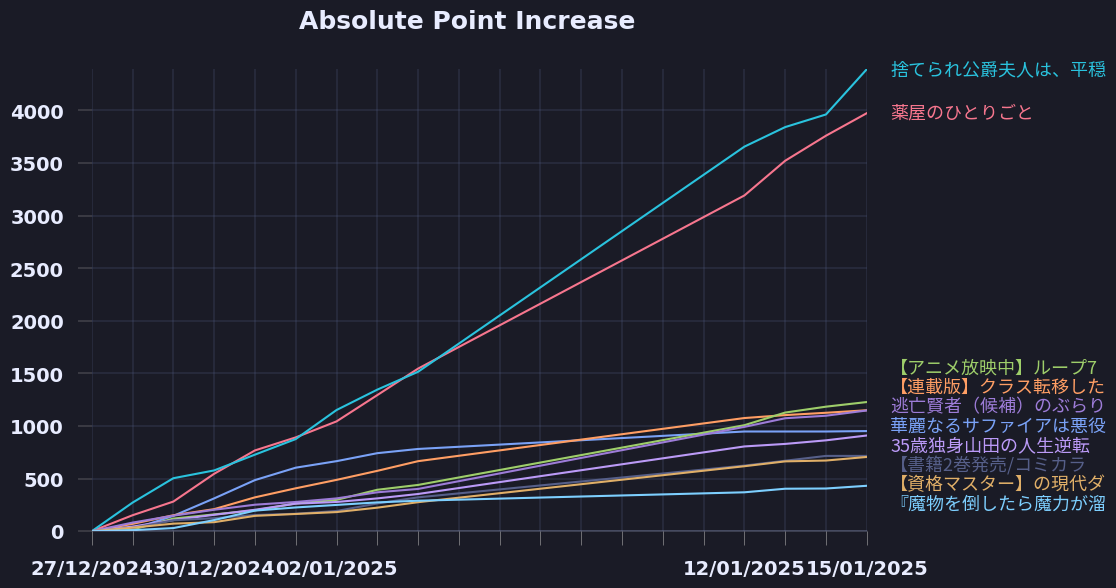 Absolute Point Increase
捨てられ公爵夫人は、平穏
薬屋のひとりごと
4000
3500
3000
2500
2000
1500
1000
500
0
【アニメ放映中】ループ7
【連載版】クラス転移した
逃亡賢者（候補）のぶらり
華麗なるサファイアは悪役
35歳独身山田の人生逆転
【書籍2巻発売/コミカラ
【資格マスター】の現代ダ
『魔物を倒したら魔力が溜
27/12/2024
30/12/2024
02/01/2025
12/01/2025
15/01/2025